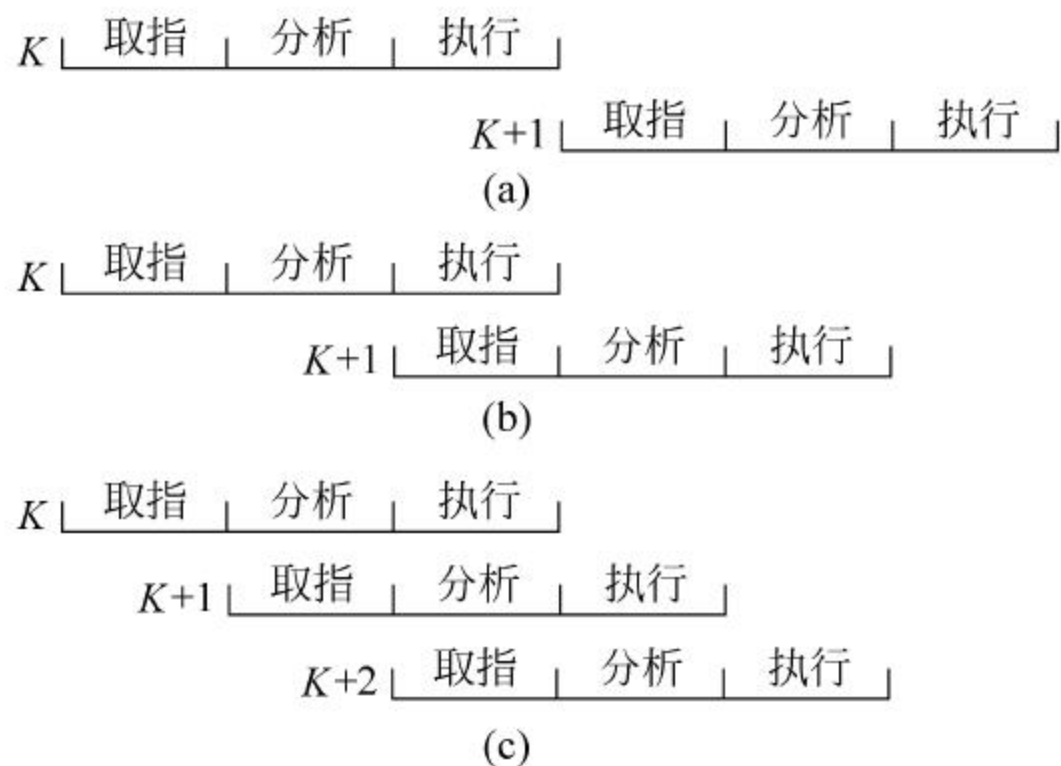 K 取指 分析 执行
K+1 取指 分析 执行
(a)
K 取指 分析 执行
K+1 取指 分析 执行
(b)
K 取指 分析 执行
K+1 取指 分析 执行
K+2 取指 分析 执行
(c)